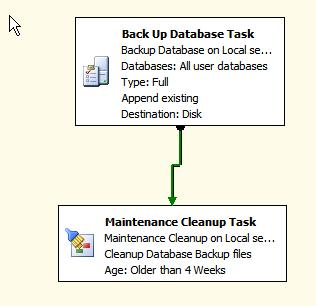 Back Up Database Task
Backup Database on Local se...
Databases: All user databases
Type: Full
Append existing
Destination: Disk
Maintenance Cleanup Task
Maintenance Cleanup on Local se...
Cleanup Database Backup files
Age: Older than 4 Weeks